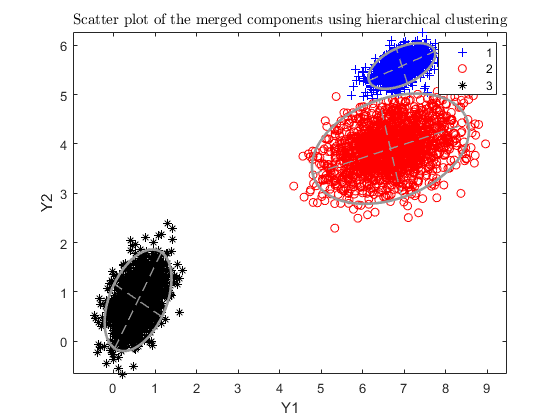 Scatter plot of the merged components using hierarchical clustering
6
5
4
3
2
1
0
Y2
1
2
3
0 1 2 3 4 5 6 7 8 9
Y1